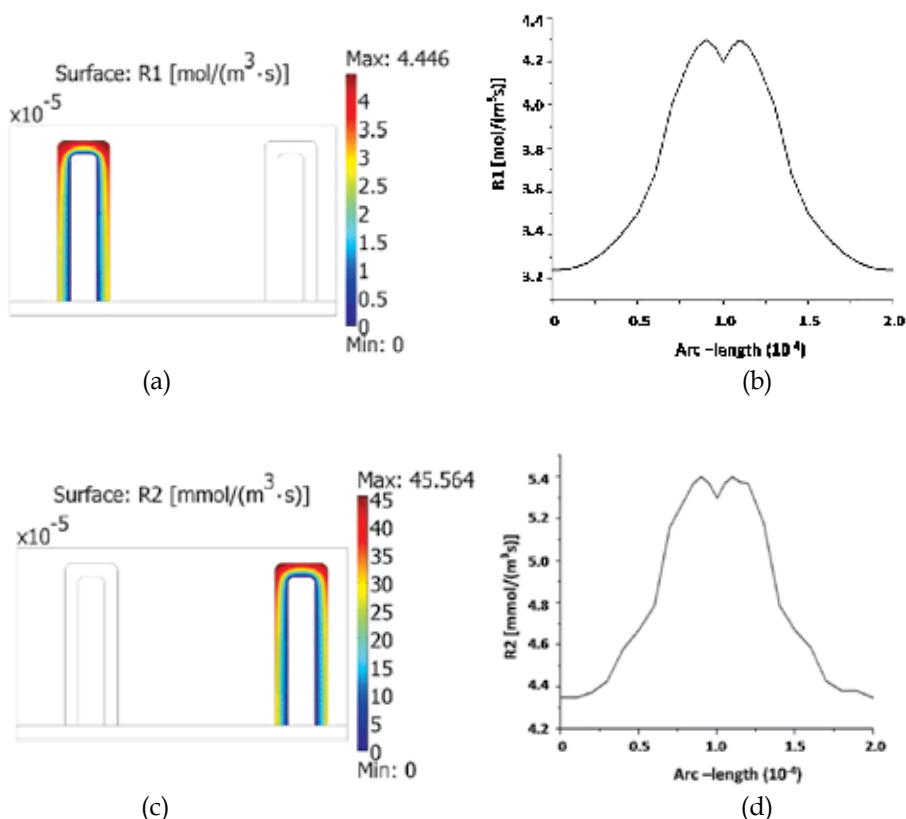 Surface: R1 [mol/(m³·s)]
Max: 4.446
x10⁻⁵
4
3.5
3
2.5
2
1.5
1
0.5
0
Min: 0
(a)
4.4
4.2
4.0
3.8
3.6
3.4
3.2
R1 [mol/(m³s)]
0 0.5 1.0 1.5 2.0
Arc –length (10⁻⁴)
(b)
Surface: R2 [mmol/(m³·s)]
Max: 45.564
x10⁻⁵
45
40
35
30
25
20
15
10
5
0
Min: 0
(c)
5.4
5.2
5.0
4.8
4.6
4.4
4.2
R2 [mmol/(m³s)]
0 0.5 1.0 1.5 2.0
Arc –length (10⁻⁴)
(d)